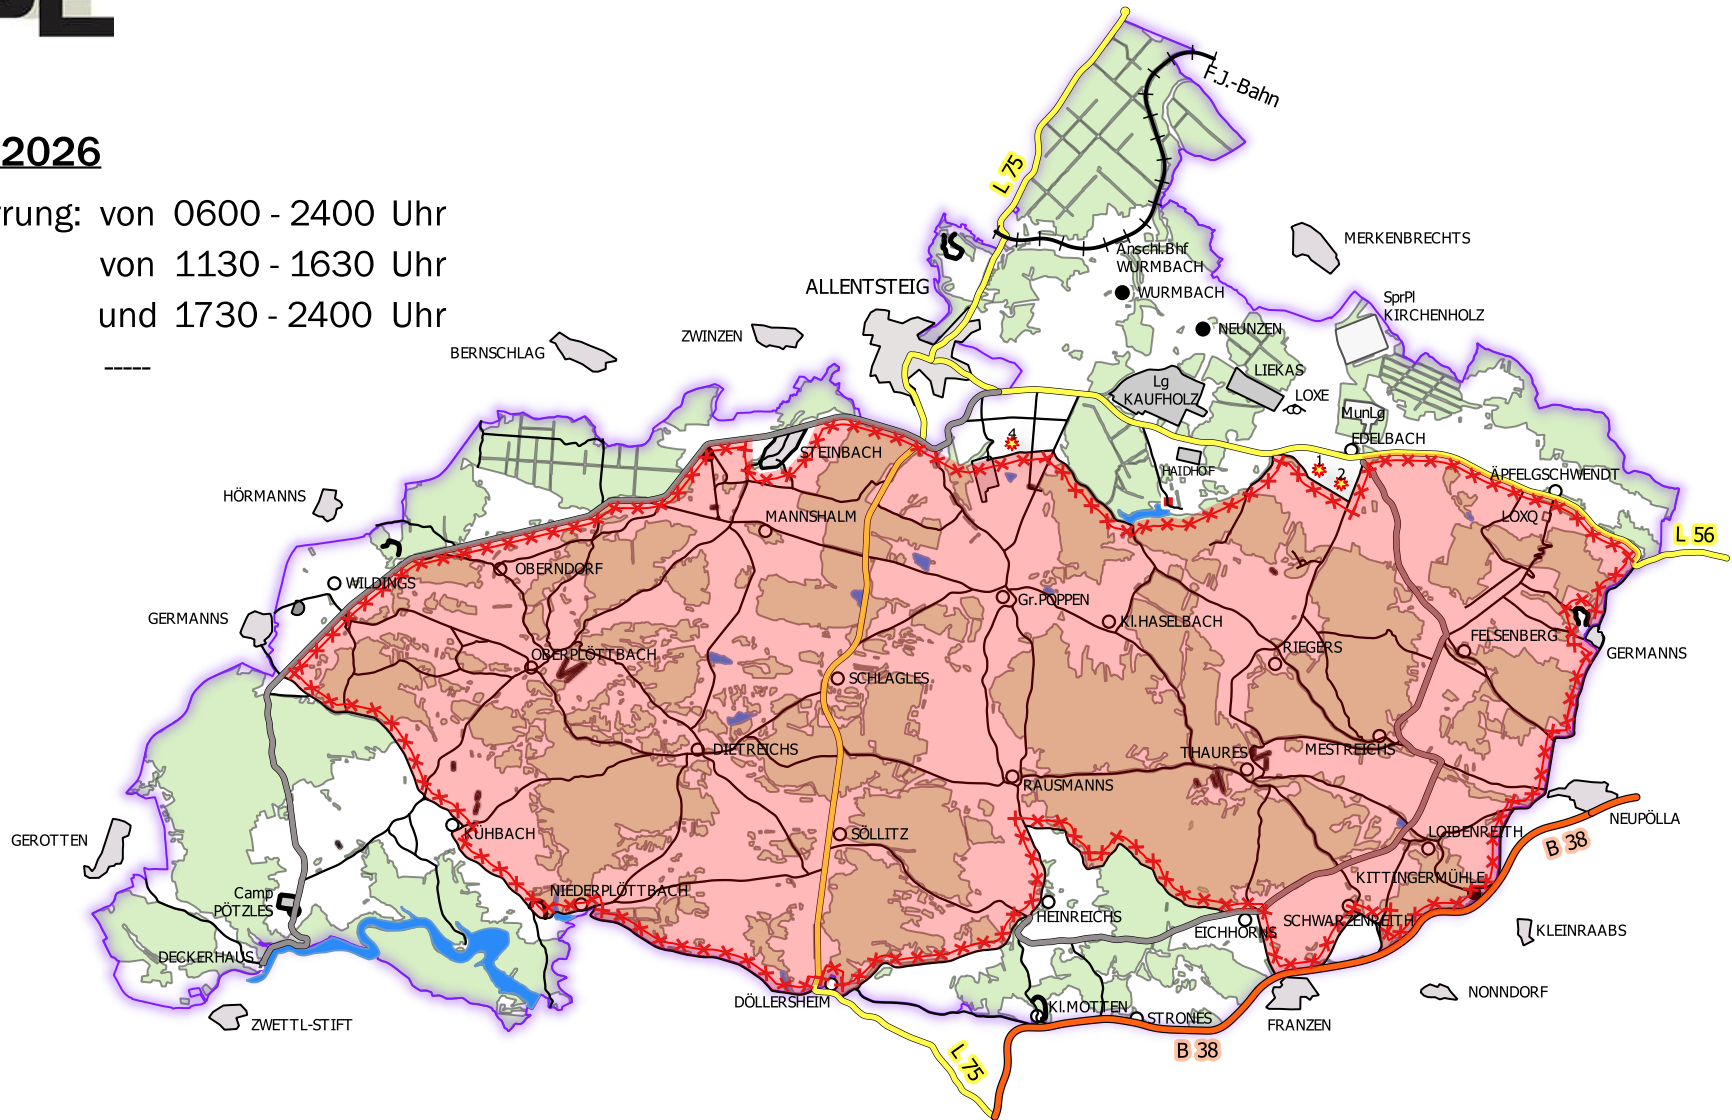 2026
rrung: von 0600 - 2400 Uhr
von 1130 - 1630 Uhr
und 1730 - 2400 Uhr
-----
F.J.-Bahn
L 75
Anschl.Bhf
WURMBACH
WURMBACH
NEUNZEN
MERKENBRECHTS
SprPl
KIRCHENHOLZ
ALLENTSTEIG
ZWINZEN
BERNSCHLAG
LIEKAS
LOXE
Lg
KAUFHOLZ
MunLg
EDELBACH
HAIDHOF
4
1
2
ÄPFELGSCHWENDT
LOXQ
L 56
STEINBACH
HÖRMANNS
MANNSHALM
OBERNDORF
WILDINGS
GERMANNS
Gr.POPPEN
Kl.HASELBACH
RIEGERS
FELSENBERG
GERMANNS
OBERPLÖTTBACH
SCHLAGLES
DIETREICHS
THAURES
MESTREICHS
RAUSMANNS
NEUPÖLLA
B 38
GEROTTEN
KÜHBACH
SÖLLITZ
LOIBENREITH
KITTINGERMÜHLE
Camp
PÖTZLES
NIEDERPLÖTTBACH
HEINREICHS
EICHHORNS
SCHWARZENREITH
KLEINRAABS
DECKERHAUS
DÖLLERSHEIM
Kl.MOTTEN
STRONES
FRANZEN
NONNDORF
ZWETTL-STIFT
B 38
L 75